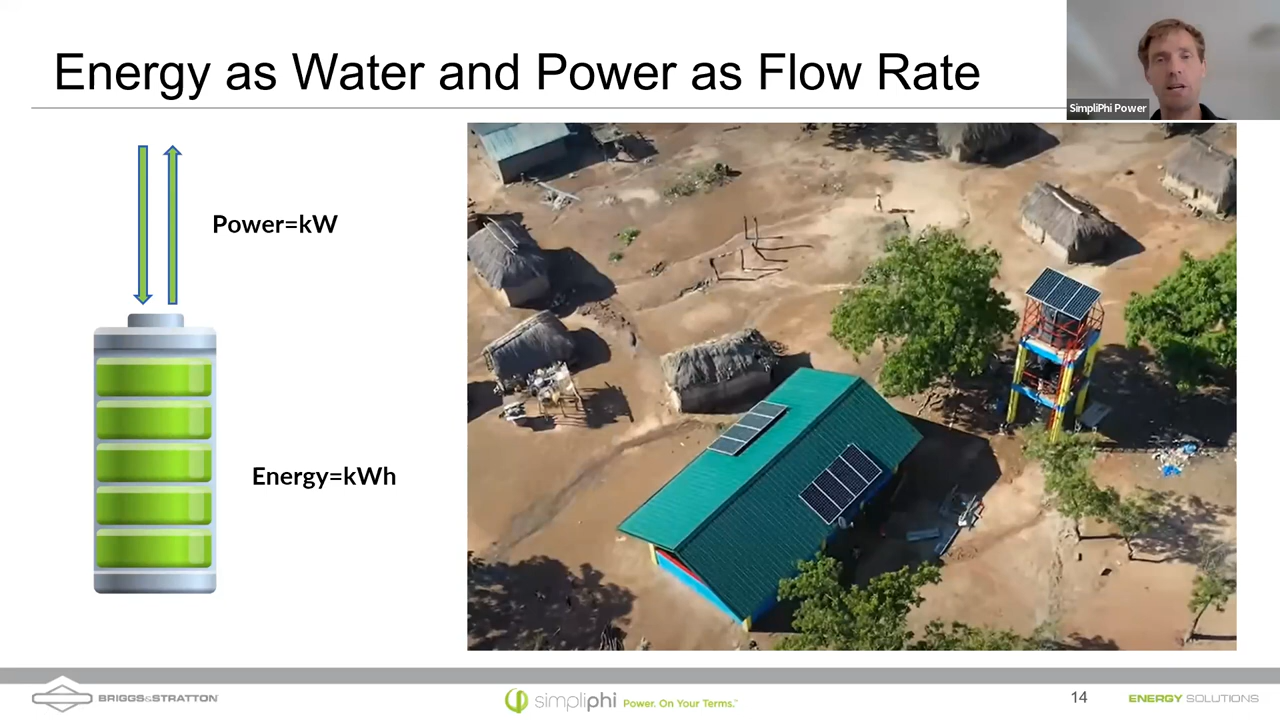 Energy as Water and Power as Flow Rate
SimpliPhi Power
Power=kW
Energy=kWh
BRIGGS&STRATTON
simpliphi Power. On Your Terms.™
14
ENERGY SOLUTIONS